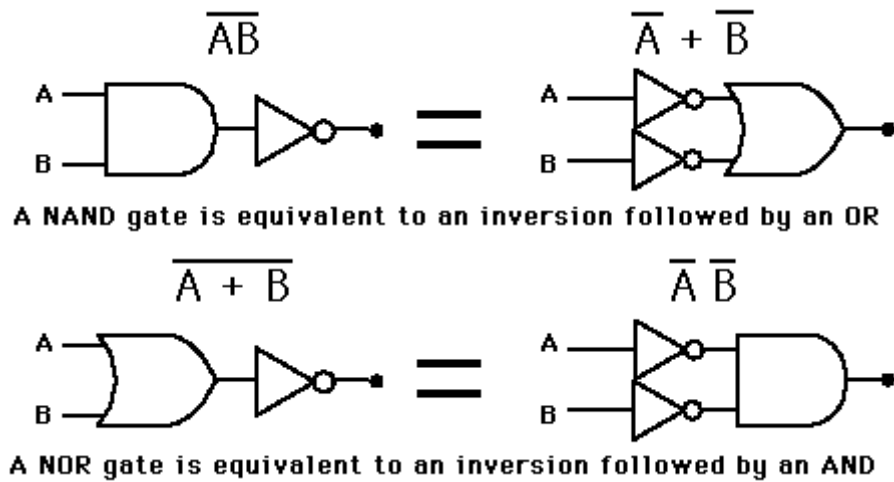 A̅B̅
A̅ + B̅
A
B
=
A
B
A NAND gate is equivalent to an inversion followed by an OR
A̅ ̅+̅ ̅B̅
A̅ B̅
A
B
=
A
B
A NOR gate is equivalent to an inversion followed by an AND